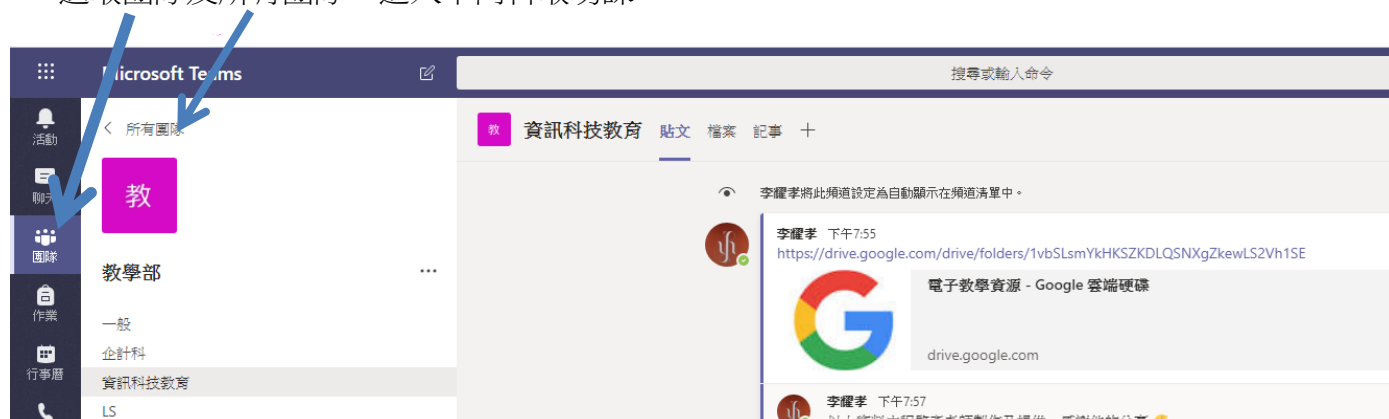 Microsoft Teams
搜尋或輸入命令
活動
所有團隊
教
資訊科技教育 貼文 檔案 記事
聊天
教
李耀孝將此頻道設定為自動顯示在頻道清單中。
團隊
李耀孝 下午7:55
https://drive.google.com/drive/folders/1vbSLsmYkHKSZKDLQSNXgZkewLS2Vh1SE
教學部
電子教學資源 - Google 雲端硬碟
作業
一般
企計科
drive.google.com
行事曆
資訊科技教育
LS
李耀孝 下午7:57